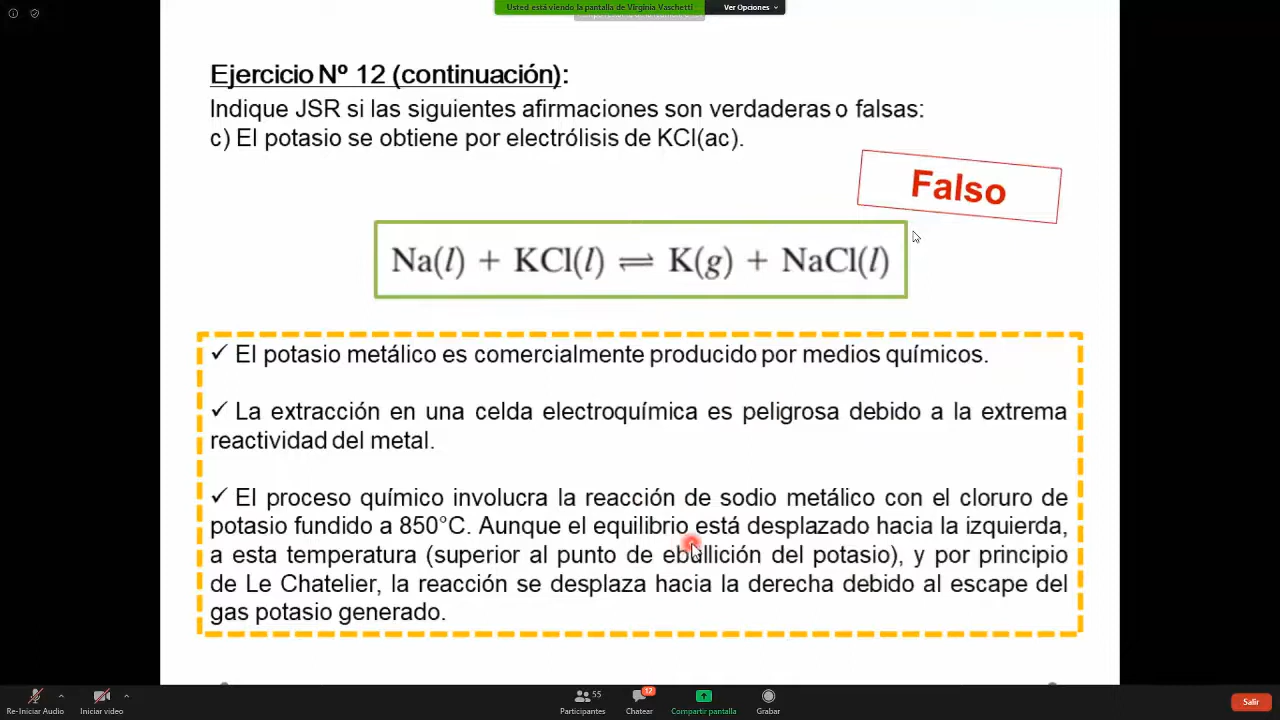 Usted está viendo la pantalla de Virginia Vaschetti
Ver Opciones
Ejercicio Nº 12 (continuación):
Indique JSR si las siguientes afirmaciones son verdaderas o falsas:
c) El potasio se obtiene por electrólisis de KCl(ac).
Falso
Na(l) + KCl(l) ⇌ K(g) + NaCl(l)
✓ El potasio metálico es comercialmente producido por medios químicos.
✓ La extracción en una celda electroquímica es peligrosa debido a la extrema
reactividad del metal.
✓ El proceso químico involucra la reacción de sodio metálico con el cloruro de
potasio fundido a 850°C. Aunque el equilibrio está desplazado hacia la izquierda,
a esta temperatura (superior al punto de ebullición del potasio), y por principio
de Le Chatelier, la reacción se desplaza hacia la derecha debido al escape del
gas potasio generado.
55
12
Re-Iniciar Audio
Iniciar video
Participantes
Chatear
Compartir pantalla
Grabar
Salir